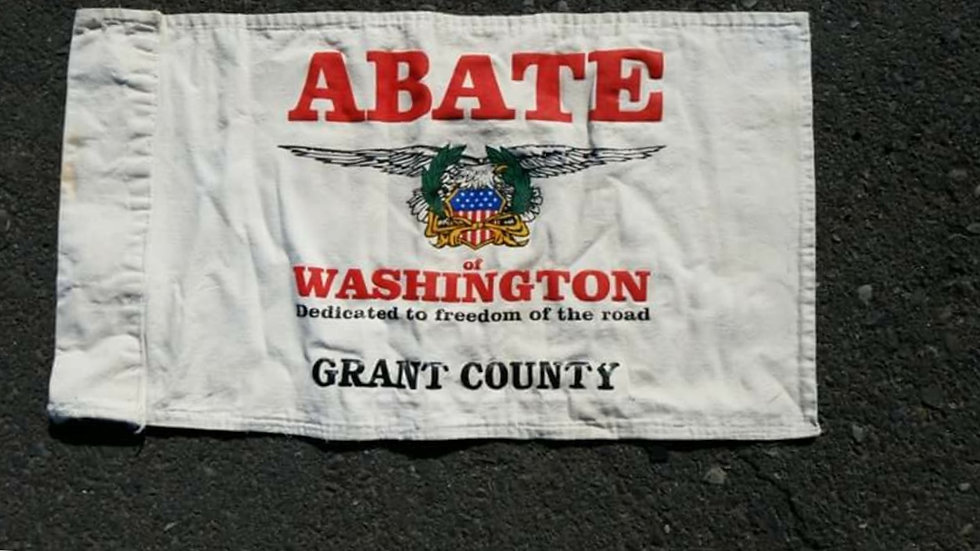 ABATE
of
WASHINGTON
Dedicated to freedom of the road
GRANT COUNTY